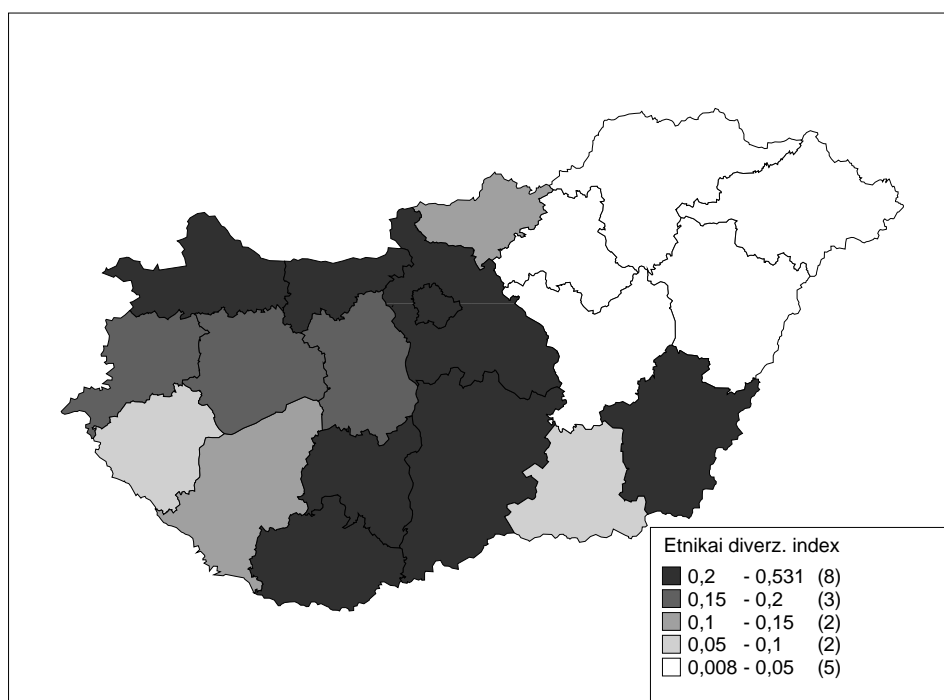 Etnikai diverz. index
0,2 - 0,531 (8)
0,15 - 0,2 (3)
0,1 - 0,15 (2)
0,05 - 0,1 (2)
0,008 - 0,05 (5)